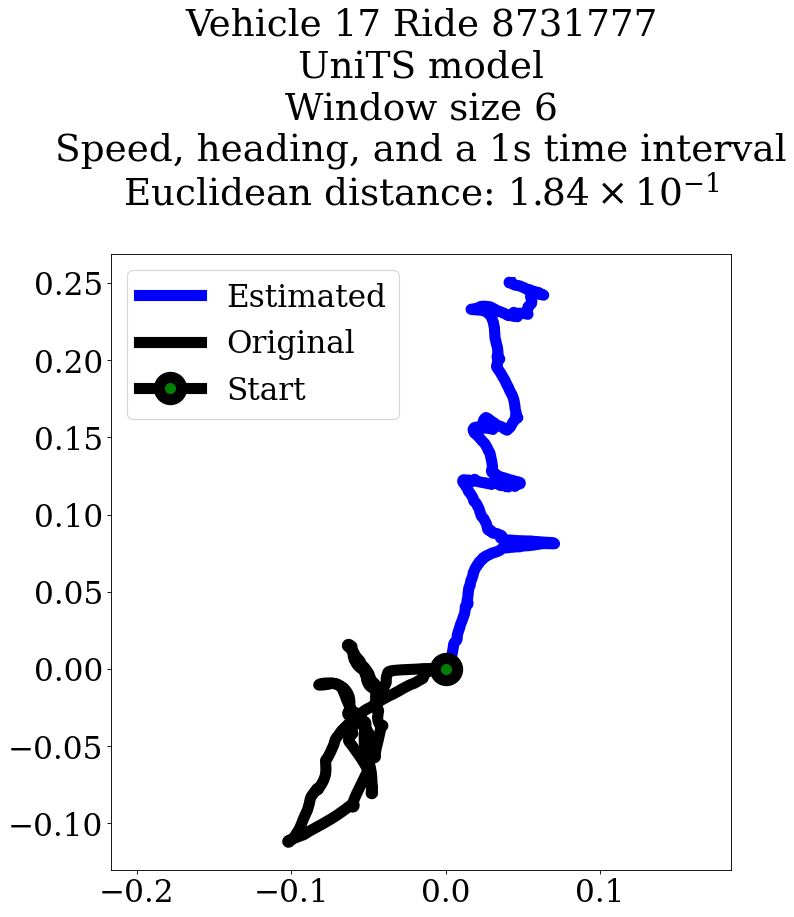 Vehicle 17 Ride 8731777
UniTS model
Window size 6
Speed, heading, and a 1s time interval
Euclidean distance: 1.84 × 10⁻¹
Estimated
Original
Start
0.25
0.20
0.15
0.10
0.05
0.00
−0.05
−0.10
−0.2 −0.1 0.0 0.1